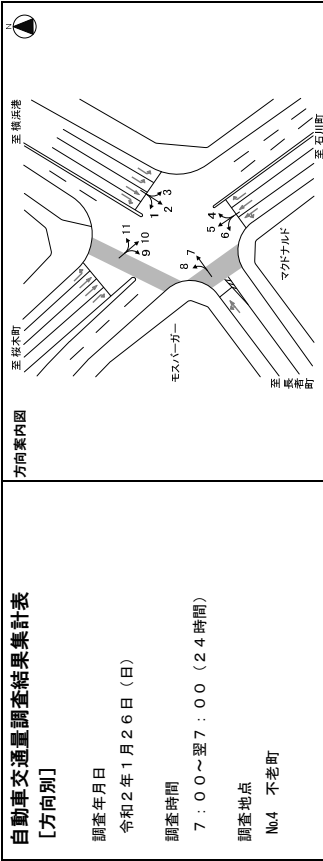 自動車交通量調査結果集計表
[方向別]
調査年月日
令和２年１月２６日（日）
調査時間
７：００～翌７：００（２４時間）
調査地点
№4　不老町
方向案内図
N
至 桜木町
至 横浜港
モスバーガー
マクドナルド
至 長者町
至 石川町
1
2
3
4
5
6
7
8
9
10
11